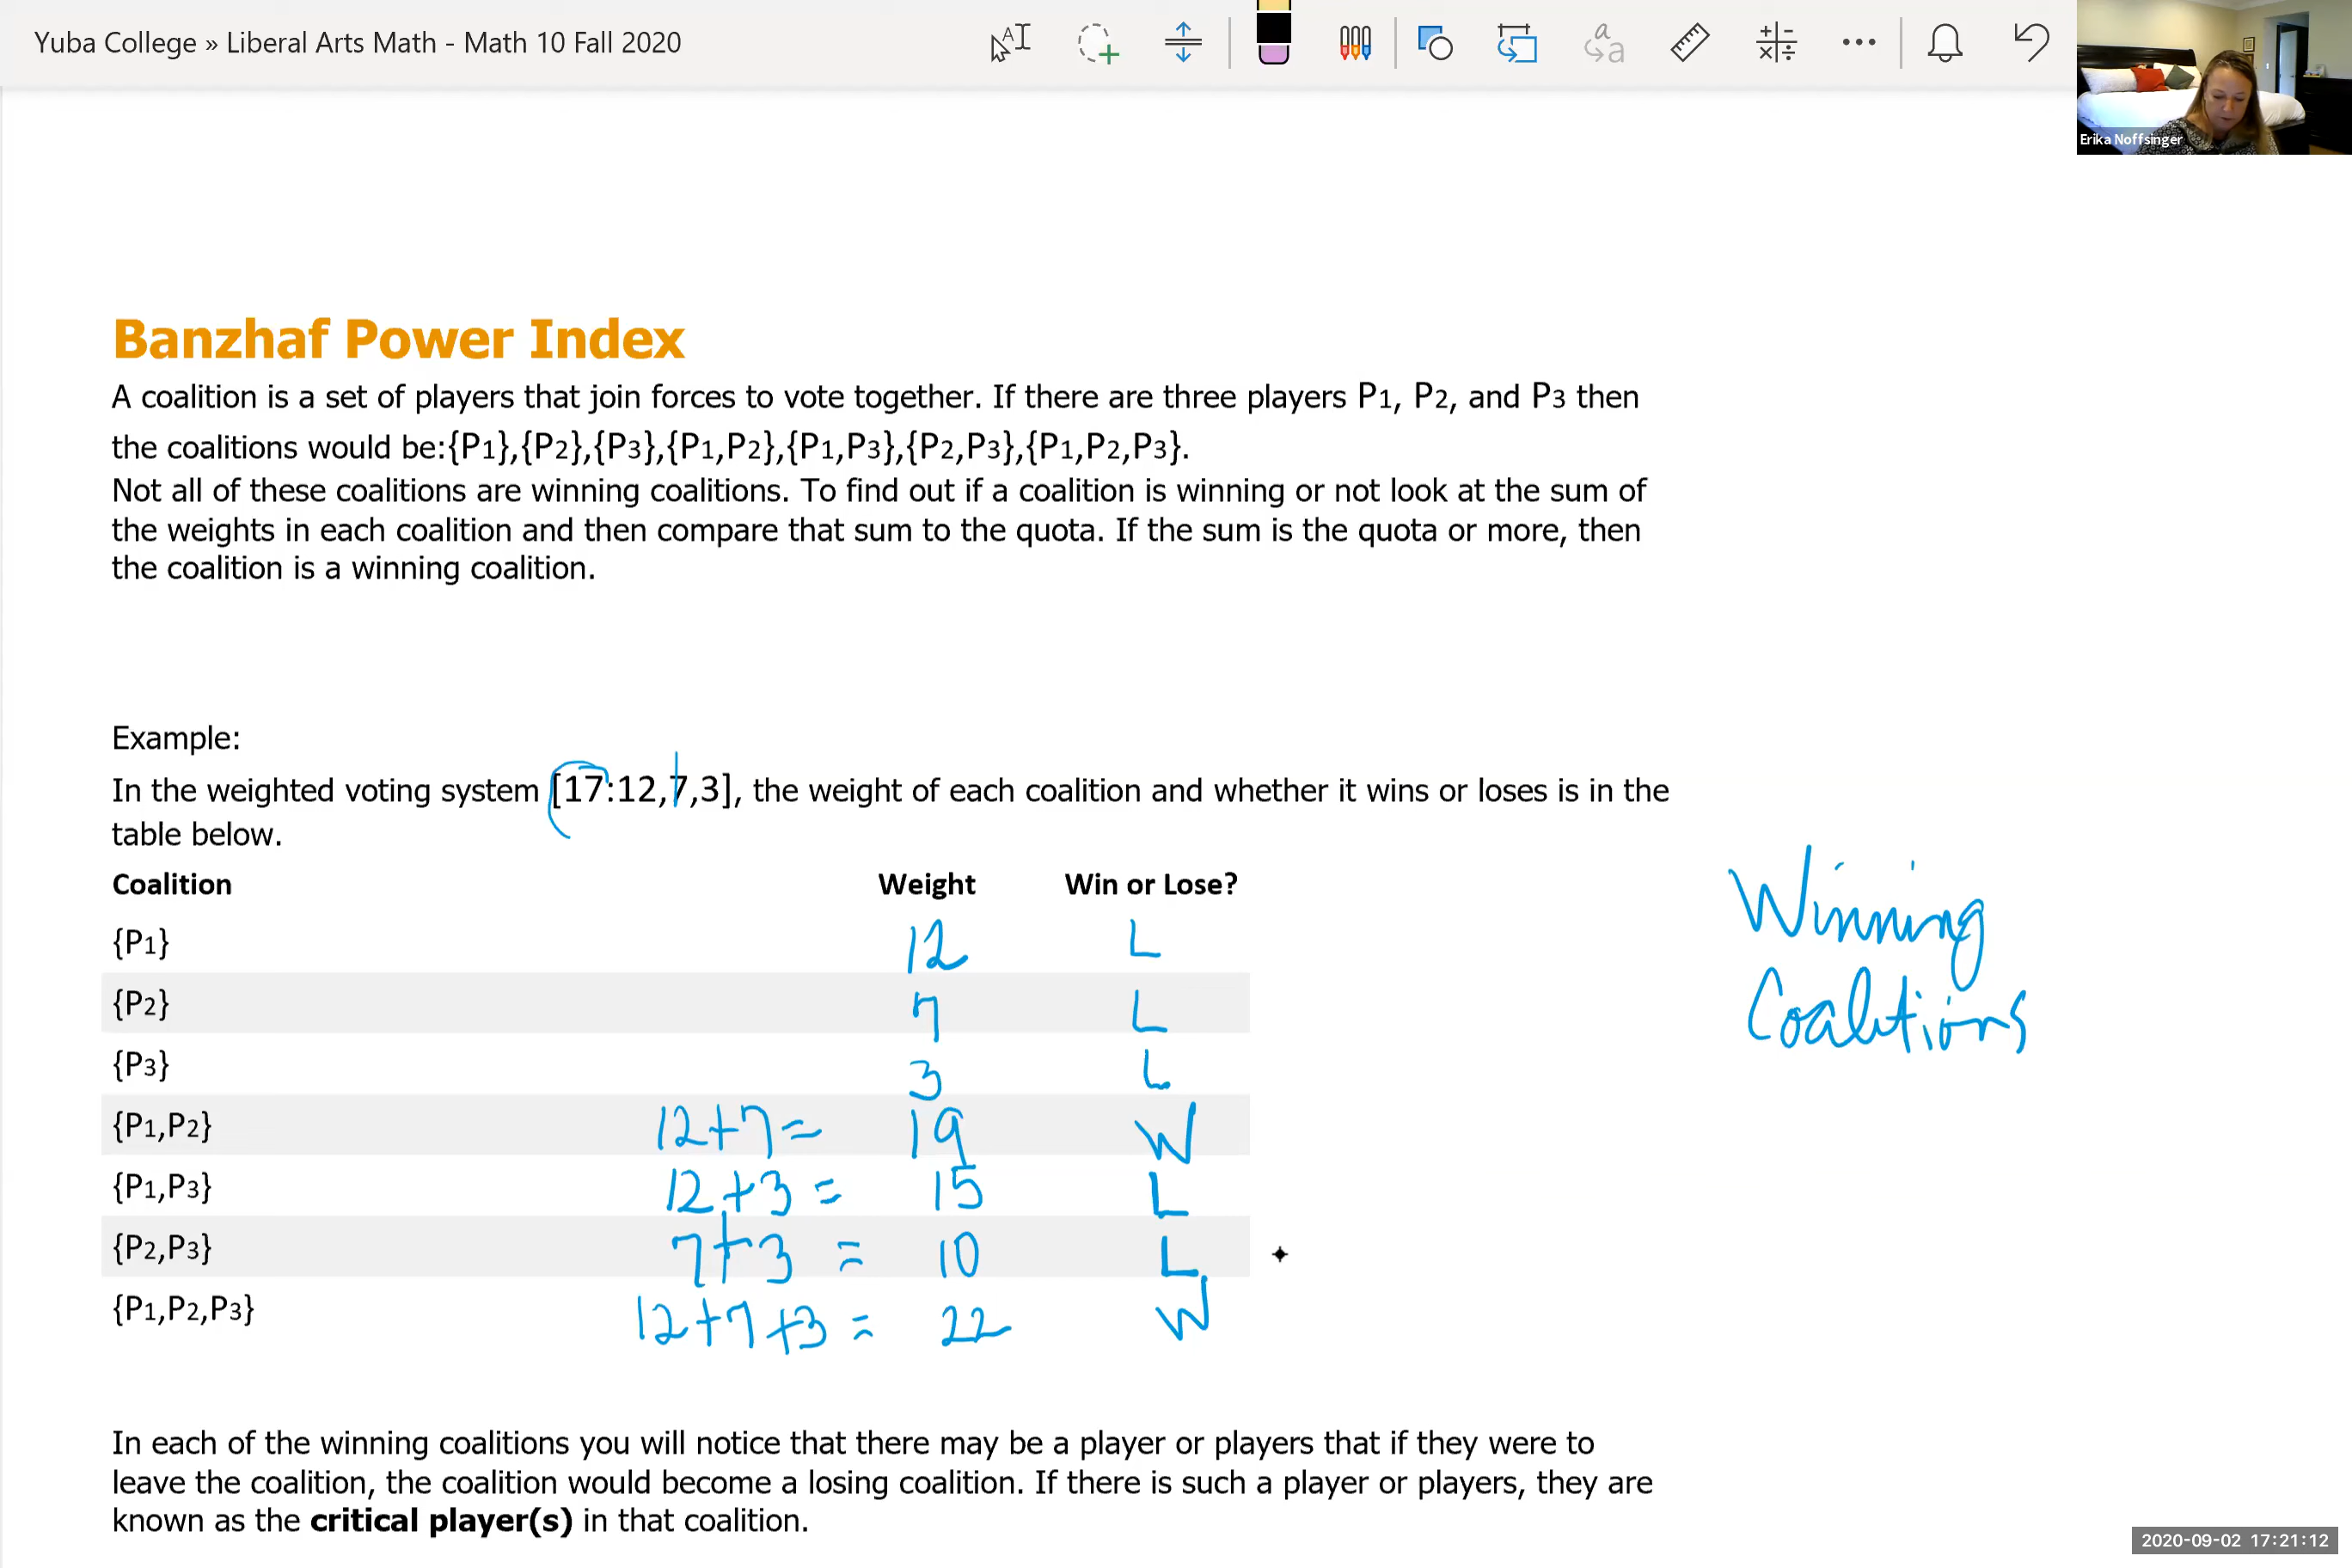 Yuba College » Liberal Arts Math - Math 10 Fall 2020
Erika Noffsinger
Banzhaf Power Index
A coalition is a set of players that join forces to vote together. If there are three players P1, P2, and P3 then
the coalitions would be:{P1},{P2},{P3},{P1,P2},{P1,P3},{P2,P3},{P1,P2,P3}.
Not all of these coalitions are winning coalitions. To find out if a coalition is winning or not look at the sum of
the weights in each coalition and then compare that sum to the quota. If the sum is the quota or more, then
the coalition is a winning coalition.
Example:
In the weighted voting system [17:12,7,3], the weight of each coalition and whether it wins or loses is in the
table below.
Coalition Weight Win or Lose?
{P1} 12 L
{P2} 7 L
{P3} 3 L
{P1,P2} 12+7= 19 W
{P1,P3} 12+3= 15 L
{P2,P3} 7+3 = 10 L
{P1,P2,P3} 12+7+3 = 22 W
Winning
Coalitions
In each of the winning coalitions you will notice that there may be a player or players that if they were to
leave the coalition, the coalition would become a losing coalition. If there is such a player or players, they are
known as the critical player(s) in that coalition.
2020-09-02 17:21:12